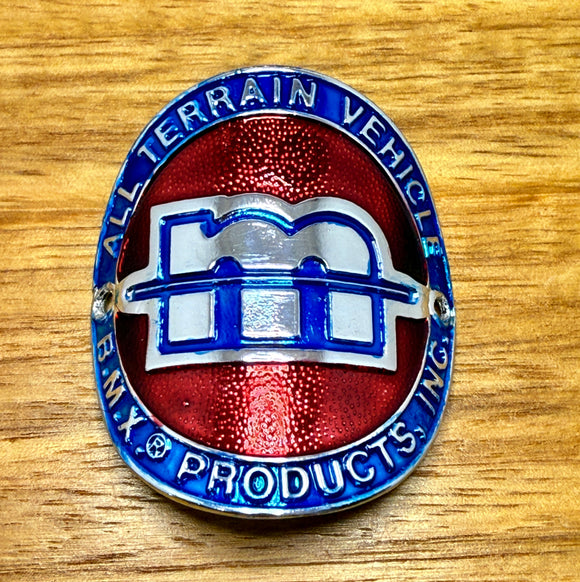 ALL TERRAIN VEHICLE
m
B.M.X.® PRODUCTS, INC.